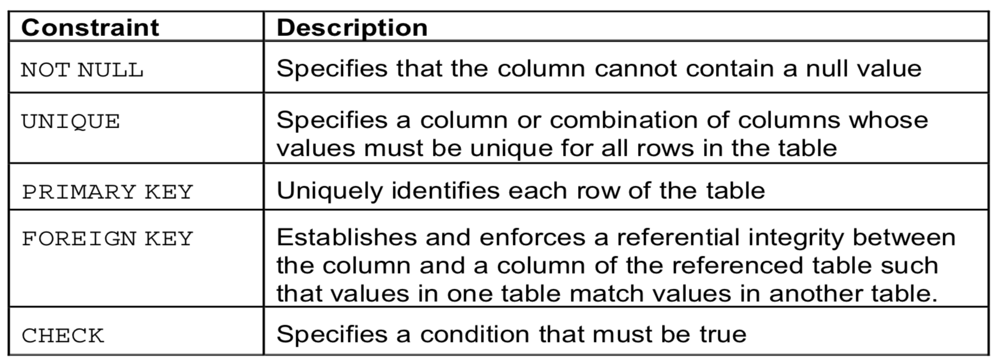 Constraint Description
NOT NULL Specifies that the column cannot contain a null value
UNIQUE Specifies a column or combination of columns whose
values must be unique for all rows in the table
PRIMARY KEY Uniquely identifies each row of the table
FOREIGN KEY Establishes and enforces a referential integrity between
the column and a column of the referenced table such
that values in one table match values in another table.
CHECK Specifies a condition that must be true